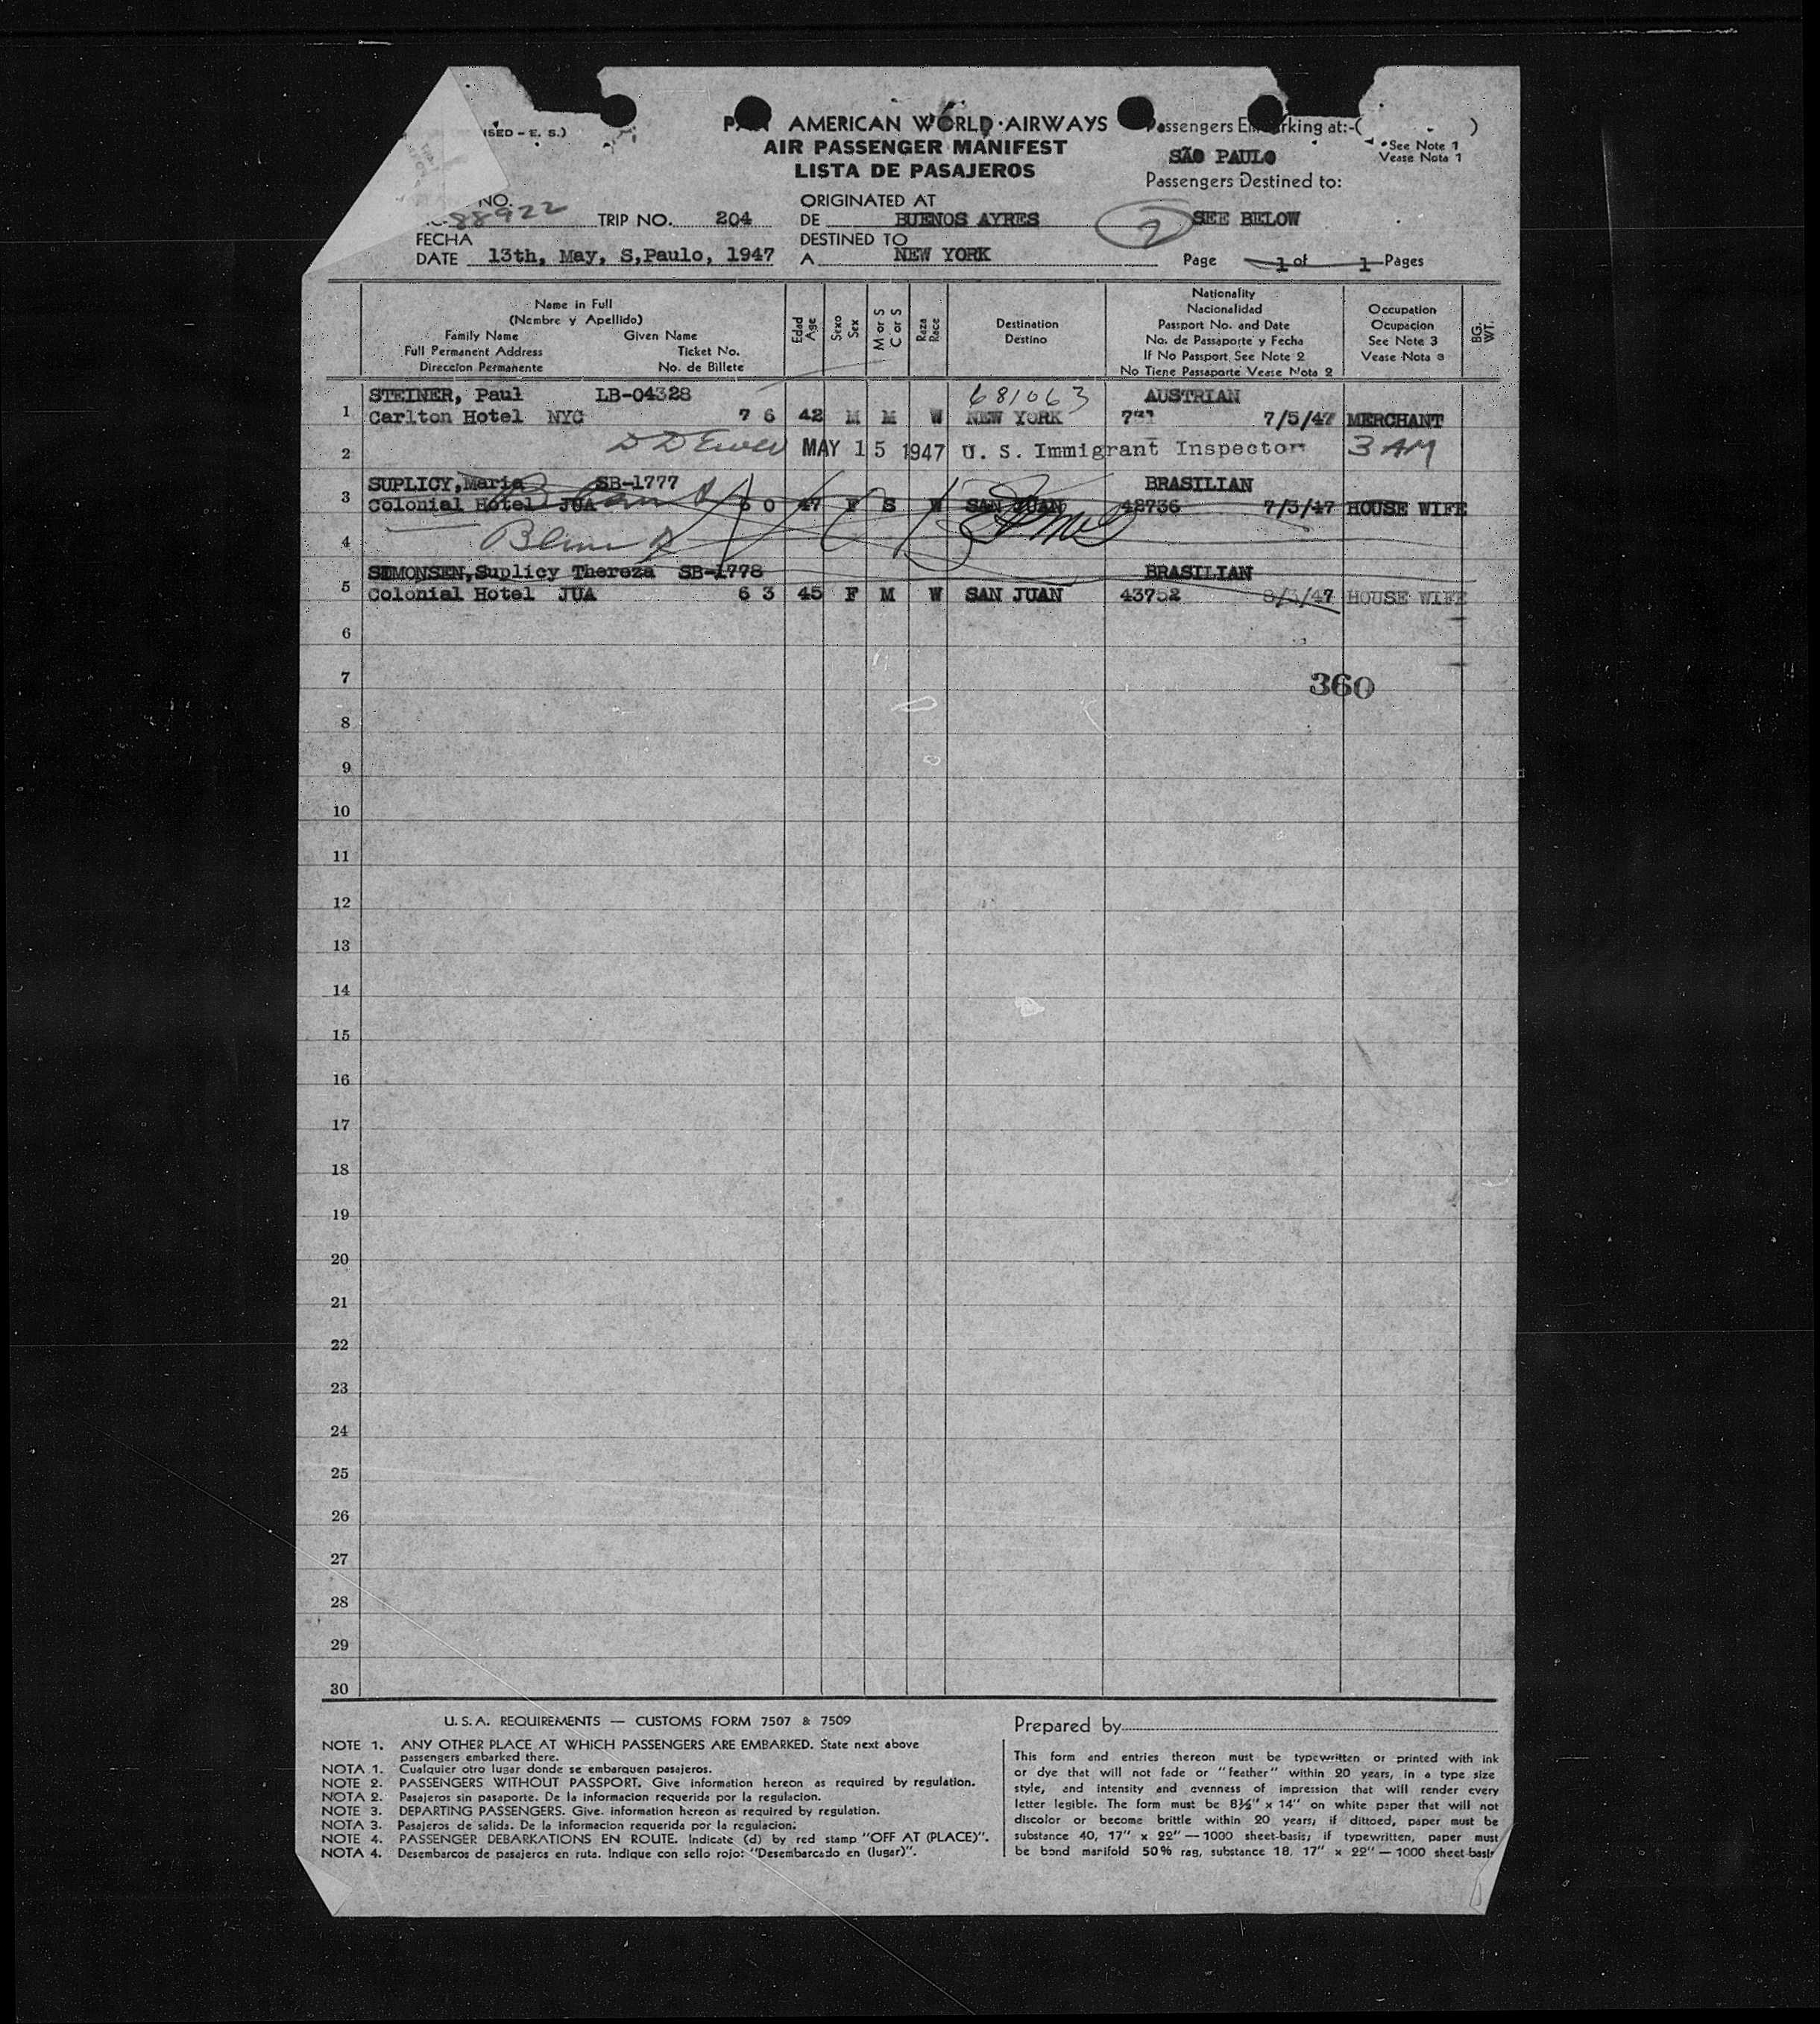 ISED – E. S.)
AMERICAN WORLD AIRWAYS
AIR PASSENGER MANIFEST
LISTA DE PASAJEROS
Passengers Embarking at:-( )
*See Note 1
Vease Nota 1
SÃO PAULO
Passengers Destined to:
SEE BELOW
NO.
88922 TRIP NO. 204
ORIGINATED AT
DE BUENOS AYRES
2
FECHA
DATE 13th, May, S,Paulo, 1947
DESTINED TO
A NEW YORK
Page 1 of 1 Pages
Name in Full
(Nombre y Apellido)
Family Name Given Name
Full Permanent Address Ticket No.
Direccion Permanente No. de Billete
Edad
Age
Sexo
Sex
M or S
C or S
Raza
Race
Destination
Destino
Nationality
Nacionalidad
Passport No. and Date
No. de Passaporte y Fecha
If No Passport, See Note 2
No Tiene Passaporte Vease Nota 2
Occupation
Ocupacion
See Note 3
Vease Nota 3
BG.
WT.
STEINER, Paul LB-04328 681063 AUSTRIAN
1 Carlton Hotel NYC 7 6 42 M M W NEW YORK 731 7/5/47 MERCHANT
2 MAY 15 1947 U. S. Immigrant Inspector 3 AM
SUPLICY, Maria SB-1777 BRASILIAN
3 Colonial Hotel JUA 6 0 47 F S W SAN JUAN 42736 7/3/47 HOUSE WIFE
4
SIMONSEN, Suplicy Thereza SB-1778 BRASILIAN
5 Colonial Hotel JUA 6 3 45 F M W SAN JUAN 43752 8/3/47 HOUSE WIFE
6
7 360
8
9
10
11
12
13
14
15
16
17
18
19
20
21
22
23
24
25
26
27
28
29
30
U. S. A. REQUIREMENTS — CUSTOMS FORM 7507 & 7509
NOTE 1. ANY OTHER PLACE AT WHICH PASSENGERS ARE EMBARKED. State next above
passengers embarked there.
NOTA 1. Cualquier otro lugar donde se embarquen pasajeros.
NOTE 2. PASSENGERS WITHOUT PASSPORT. Give information hereon as required by regulation.
NOTA 2. Pasajeros sin pasaporte. De la informacion requerida por la regulacion.
NOTE 3. DEPARTING PASSENGERS. Give. information hereon as required by regulation.
NOTA 3. Pasajeros de salida. De la informacion requerida por la regulacion.
NOTE 4. PASSENGER DEBARKATIONS EN ROUTE. Indicate (d) by red stamp "OFF AT (PLACE)".
NOTA 4. Desembarcos de pasajeros en ruta. Indique con sello rojo: "Desembarcado en (lugar)".
Prepared by
This form and entries thereon must be typewritten or printed with ink
or dye that will not fade or "feather" within 20 years, in a type size
style, and intensity and evenness of impression that will render every
letter legible. The form must be 8½" x 14" on white paper that will not
discolor or become brittle within 20 years; if dittoed, paper must be
substance 40, 17" x 22" — 1000 sheet-basis; if typewritten, paper must
be bond manifold 50% rag, substance 18, 17" x 22" — 1000 sheet-basis